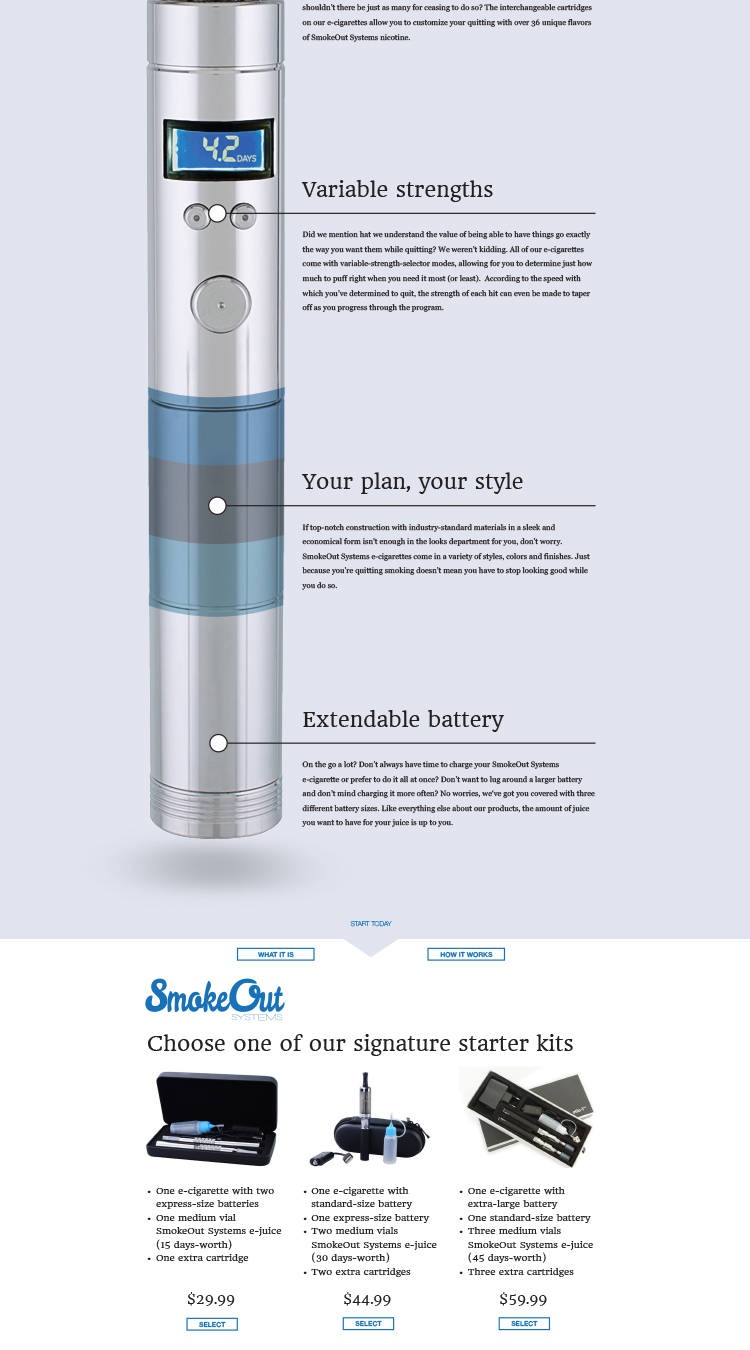 shouldn't there be just as many for ceasing to do so? The interchangeable cartridges
on our e-cigarettes allow you to customize your quitting with over 36 unique flavors
of SmokeOut Systems nicotine.
4.2 DAYS
Variable strengths
Did we mention hat we understand the value of being able to have things go exactly
the way you want them while quitting? We weren't kidding. All of our e-cigarettes
come with variable-strength-selector modes, allowing for you to determine just how
much to puff right when you need it most (or least).  According to the speed with
which you've determined to quit, the strength of each hit can even be made to taper
off as you progress through the program.
Your plan, your style
If top-notch construction with industry-standard materials in a sleek and
economical form isn't enough in the looks department for you, don't worry.
SmokeOut Systems e-cigarettes come in a variety of styles, colors and finishes. Just
because you're quitting smoking doesn't mean you have to stop looking good while
you do so.
Extendable battery
On the go a lot? Don't always have time to charge your SmokeOut Systems
e-cigarette or prefer to do it all at once? Don't want to lug around a larger battery
and don't mind charging it more often? No worries, we've got you covered with three
different battery sizes. Like everything else about our products, the amount of juice
you want to have for your juice is up to you.
START TODAY
WHAT IT IS
HOW IT WORKS
SmokeOut
SYSTEMS
Choose one of our signature starter kits
• One e-cigarette with two
express-size batteries
• One medium vial
SmokeOut Systems e-juice
(15 days-worth)
• One extra cartridge
$29.99
SELECT
• One e-cigarette with
standard-size battery
• One express-size battery
• Two medium vials
SmokeOut Systems e-juice
(30 days-worth)
• Two extra cartridges
$44.99
SELECT
• One e-cigarette with
extra-large battery
• One standard-size battery
• Three medium vials
SmokeOut Systems e-juice
(45 days-worth)
• Three extra cartridges
$59.99
SELECT